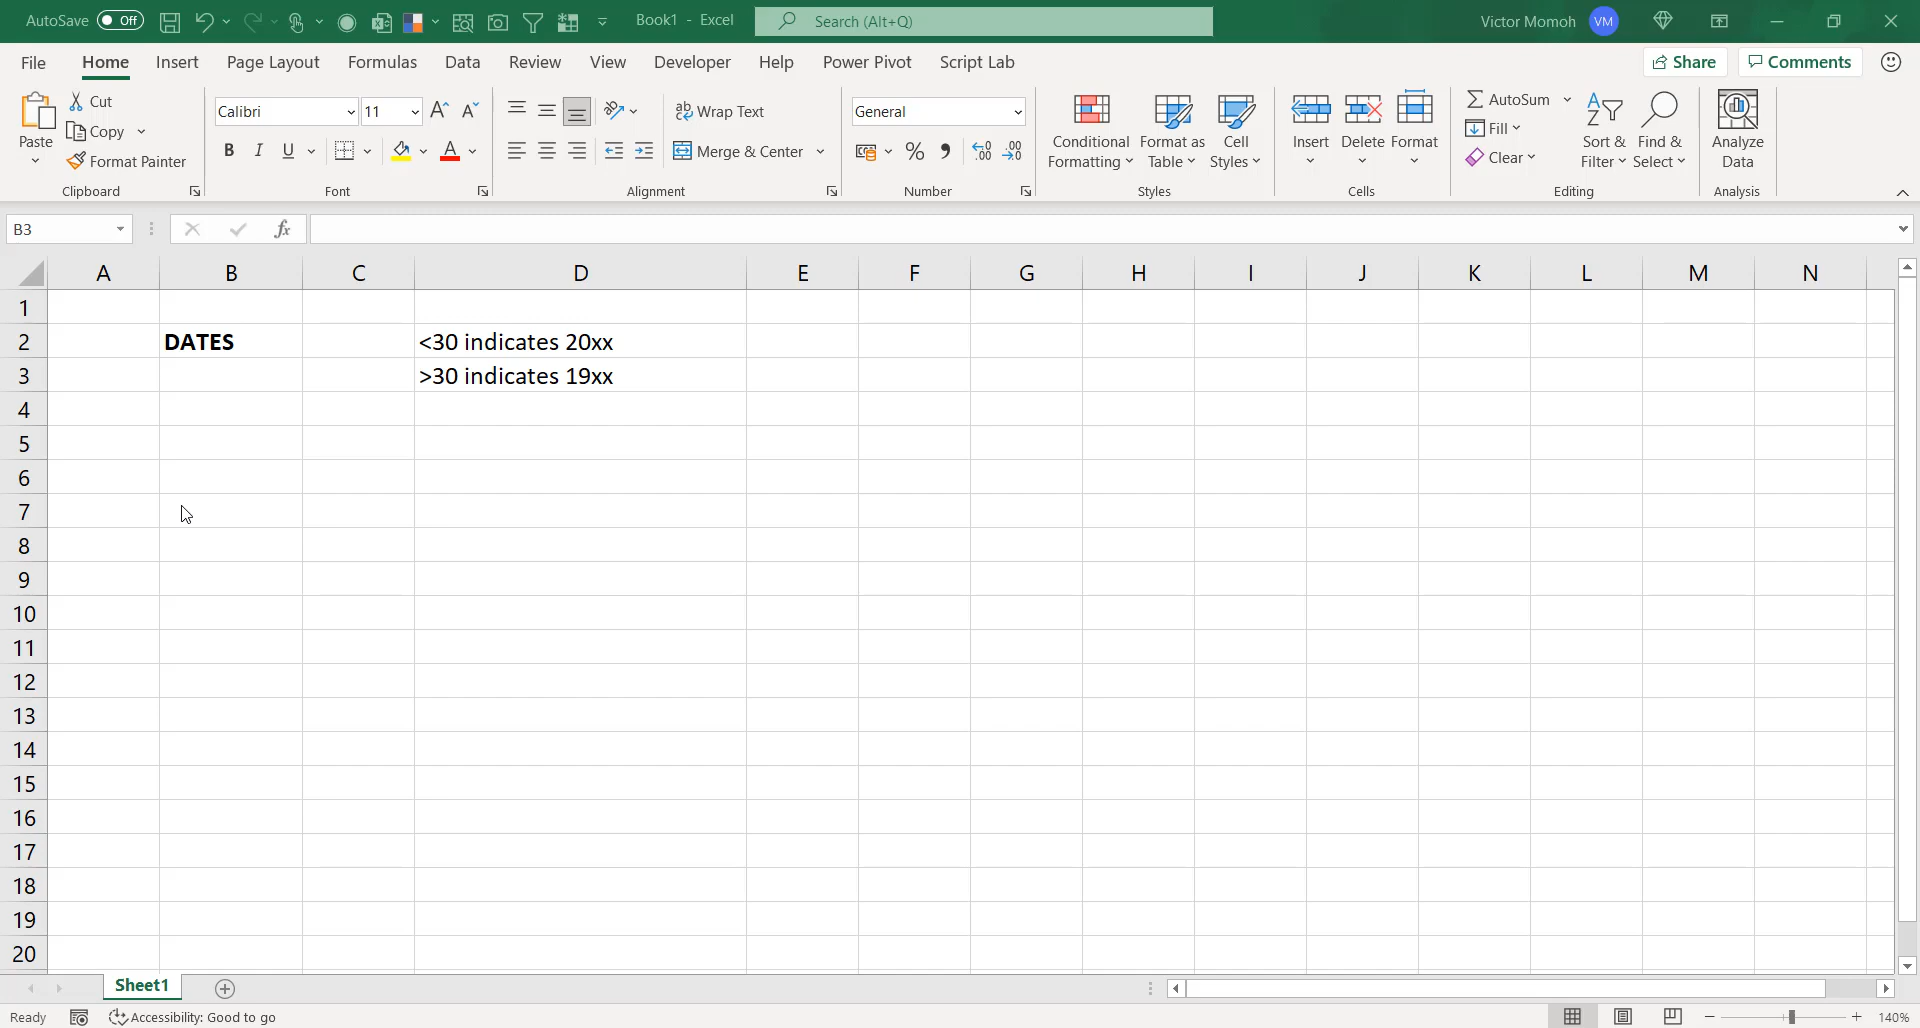 AutoSave Off Book1 - Excel Search (Alt+Q) Victor Momoh VM
File Home Insert Page Layout Formulas Data Review View Developer Help Power Pivot Script Lab Share Comments
Paste
Cut
Copy
Format Painter
Clipboard
Calibri 11
B I U
A A A
Font
ab Wrap Text
Merge & Center
Alignment
General
% , .00 .00
Number
Conditional Formatting
Format as Table
Cell Styles
Styles
Insert Delete Format
Cells
AutoSum
Fill
Clear
Sort & Filter
Find & Select
Editing
Analyze Data
Analysis
B3 fx
A B C D E F G H I J K L M N
1
2 DATES <30 indicates 20xx
3 >30 indicates 19xx
4
5
6
7
8
9
10
11
12
13
14
15
16
17
18
19
20
Sheet1
Ready Accessibility: Good to go 140%